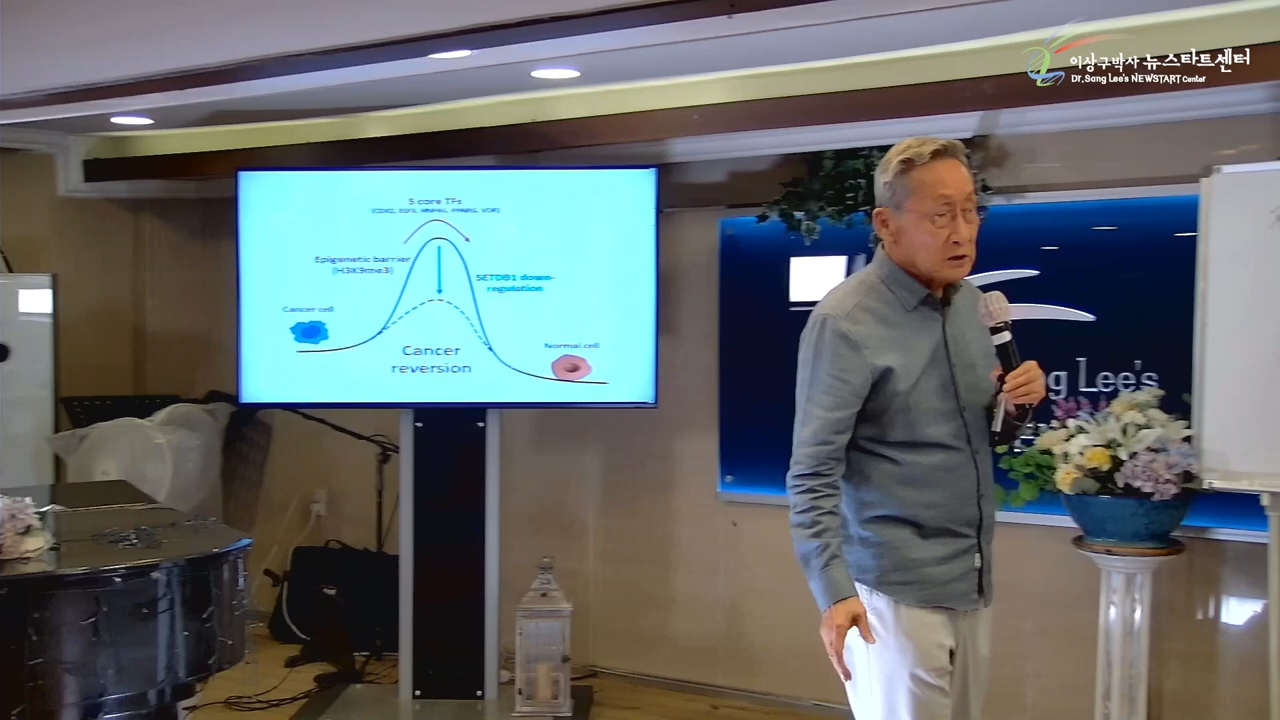 이상구박사 뉴스타트센터
Dr. Sang Lee's NEWSTART Center
5 core TFs
Epigenetic barrier
(H3K9me3)
SETDB1 down-
regulation
Cancer cell
Normal cell
Cancer
reversion
g Lee's